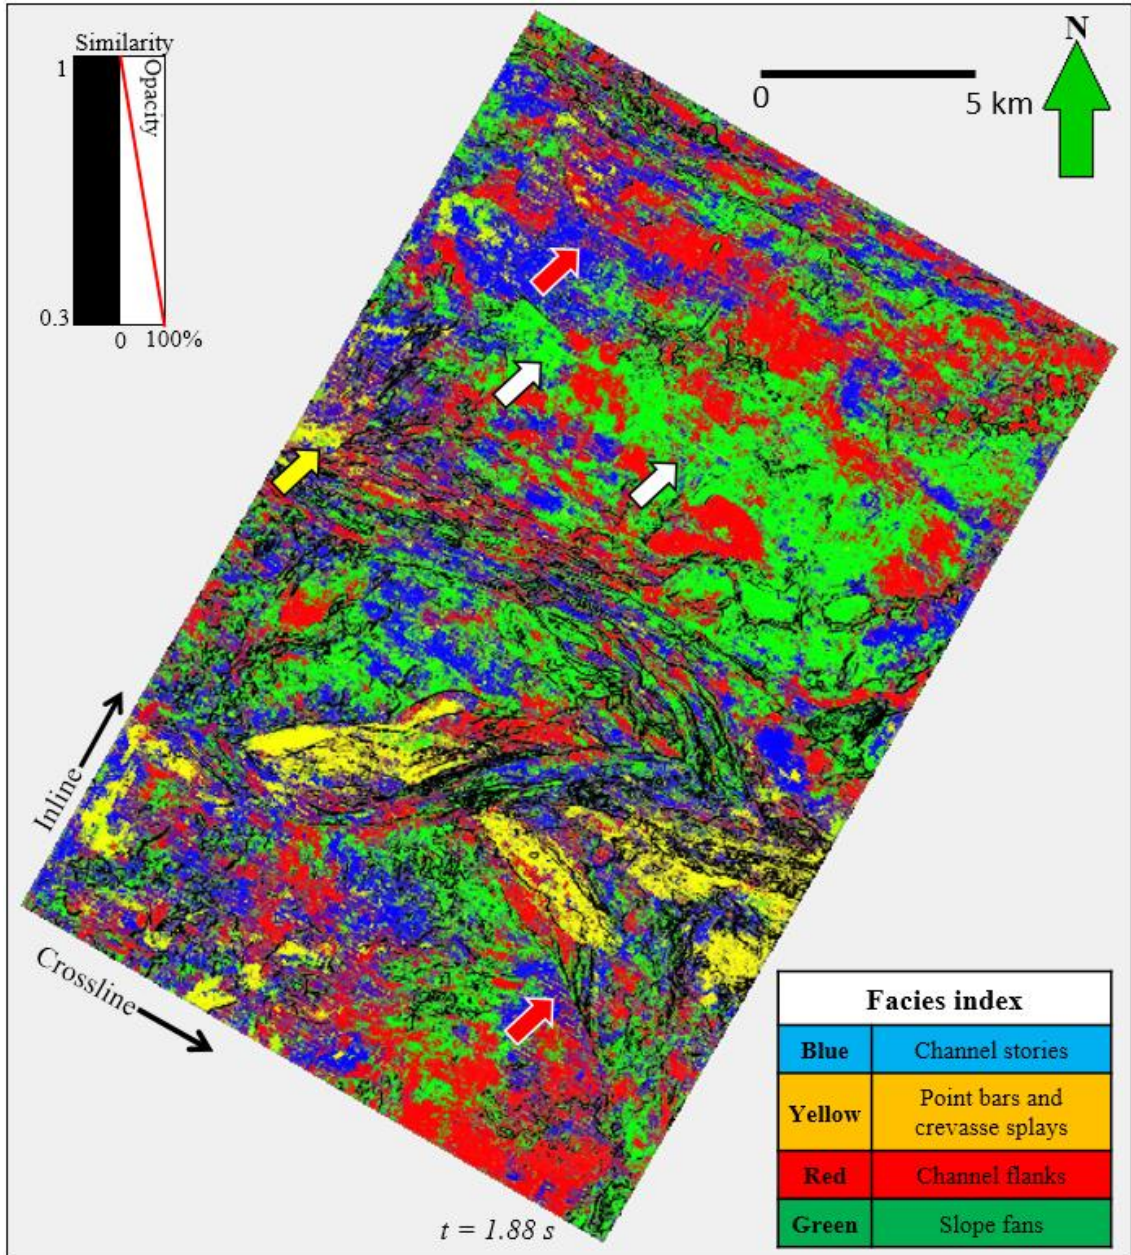 Similarity
1
Opacity
0.3
0
100%
N
0
5 km
Inline
Crossline
t = 1.88 s
Facies index
Blue
Channel stories
Yellow
Point bars and
crevasse splays
Red
Channel flanks
Green
Slope fans